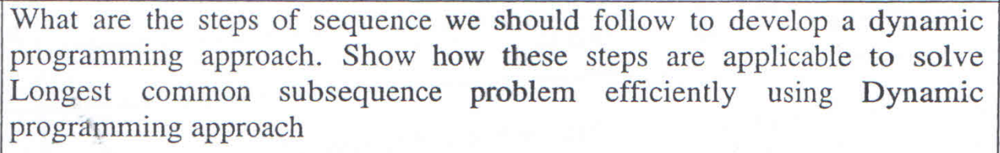 What are the steps of sequence we should follow to develop a dynamic
programming approach. Show how these steps are applicable to solve
Longest common subsequence problem efficiently using Dynamic
programming approach